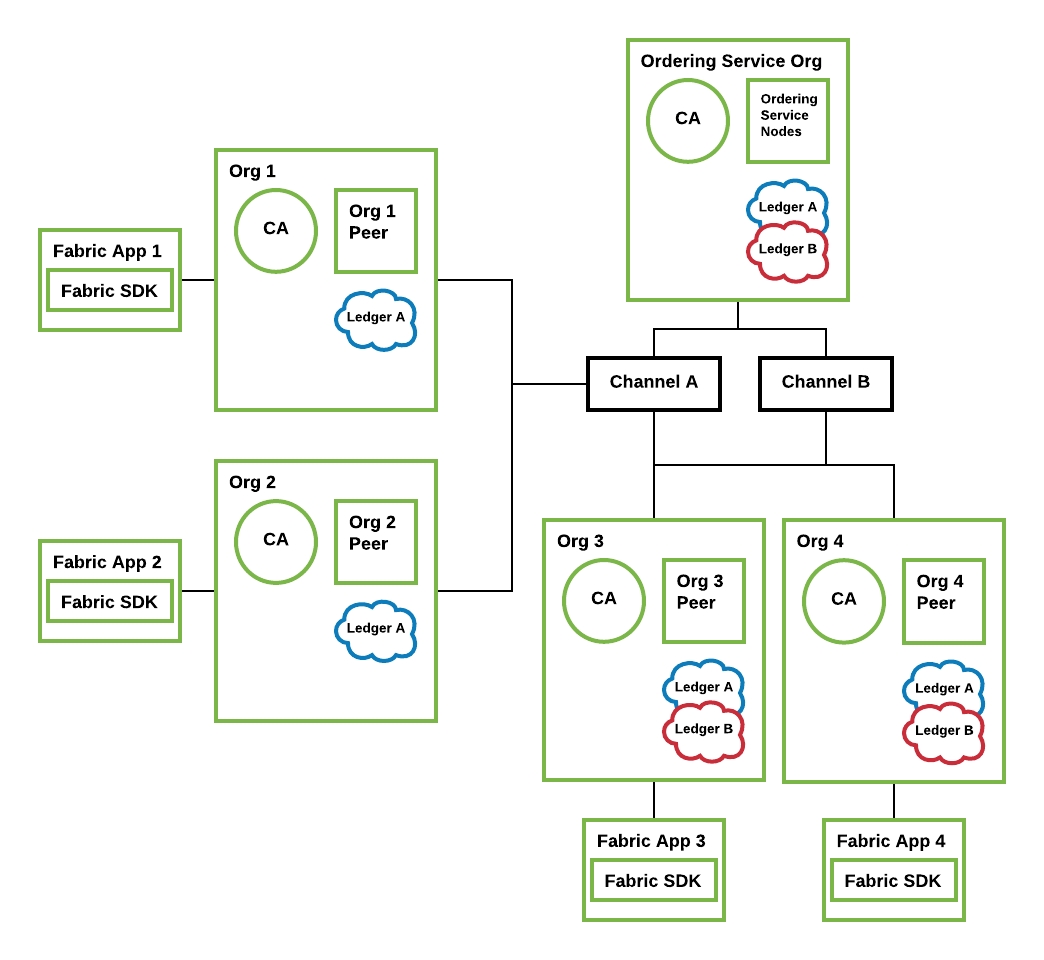 Ordering Service Org
CA
Ordering
Service
Nodes
Ledger A
Ledger B
Org 1
CA
Org 1
Peer
Ledger A
Fabric App 1
Fabric SDK
Channel A
Channel B
Org 2
CA
Org 2
Peer
Ledger A
Fabric App 2
Fabric SDK
Org 3
CA
Org 3
Peer
Ledger A
Ledger B
Org 4
CA
Org 4
Peer
Ledger A
Ledger B
Fabric App 3
Fabric SDK
Fabric App 4
Fabric SDK